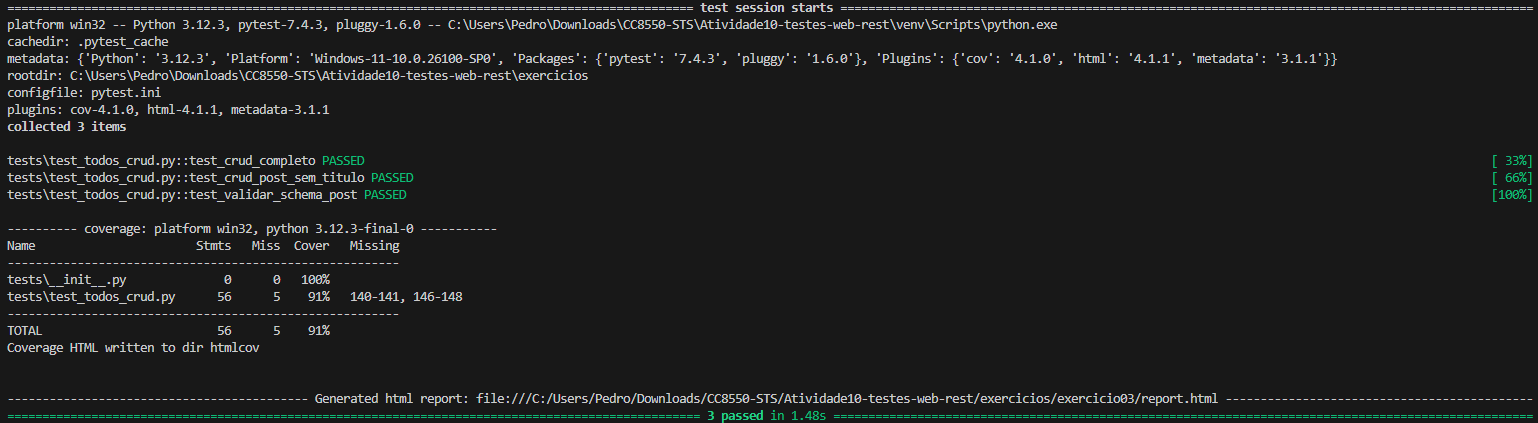 ============================= test session starts =============================
platform win32 -- Python 3.12.3, pytest-7.4.3, pluggy-1.6.0 -- C:\Users\Pedro\Downloads\CC8550-STS\Atividade10-testes-web-rest\venv\Scripts\python.exe
cachedir: .pytest_cache
metadata: {'Python': '3.12.3', 'Platform': 'Windows-11-10.0.26100-SP0', 'Packages': {'pytest': '7.4.3', 'pluggy': '1.6.0'}, 'Plugins': {'cov': '4.1.0', 'html': '4.1.1', 'metadata': '3.1.1'}}
rootdir: C:\Users\Pedro\Downloads\CC8550-STS\Atividade10-testes-web-rest\exercicios
configfile: pytest.ini
plugins: cov-4.1.0, html-4.1.1, metadata-3.1.1
collected 3 items
tests\test_todos_crud.py::test_crud_completo PASSED [ 33%]
tests\test_todos_crud.py::test_crud_post_sem_titulo PASSED [ 66%]
tests\test_todos_crud.py::test_validar_schema_post PASSED [100%]
---------- coverage: platform win32, python 3.12.3-final-0 -----------
Name                       Stmts   Miss  Cover   Missing
--------------------------------------------------------
tests\__init__.py              0      0   100%
tests\test_todos_crud.py      56      5    91%   140-141, 146-148
--------------------------------------------------------
TOTAL                         56      5    91%
Coverage HTML written to dir htmlcov
------------------------------------------- Generated html report: file:///C:/Users/Pedro/Downloads/CC8550-STS/Atividade10-testes-web-rest/exercicios/exercicio03/report.html --------------------------------------------
============================= 3 passed in 1.48s =============================